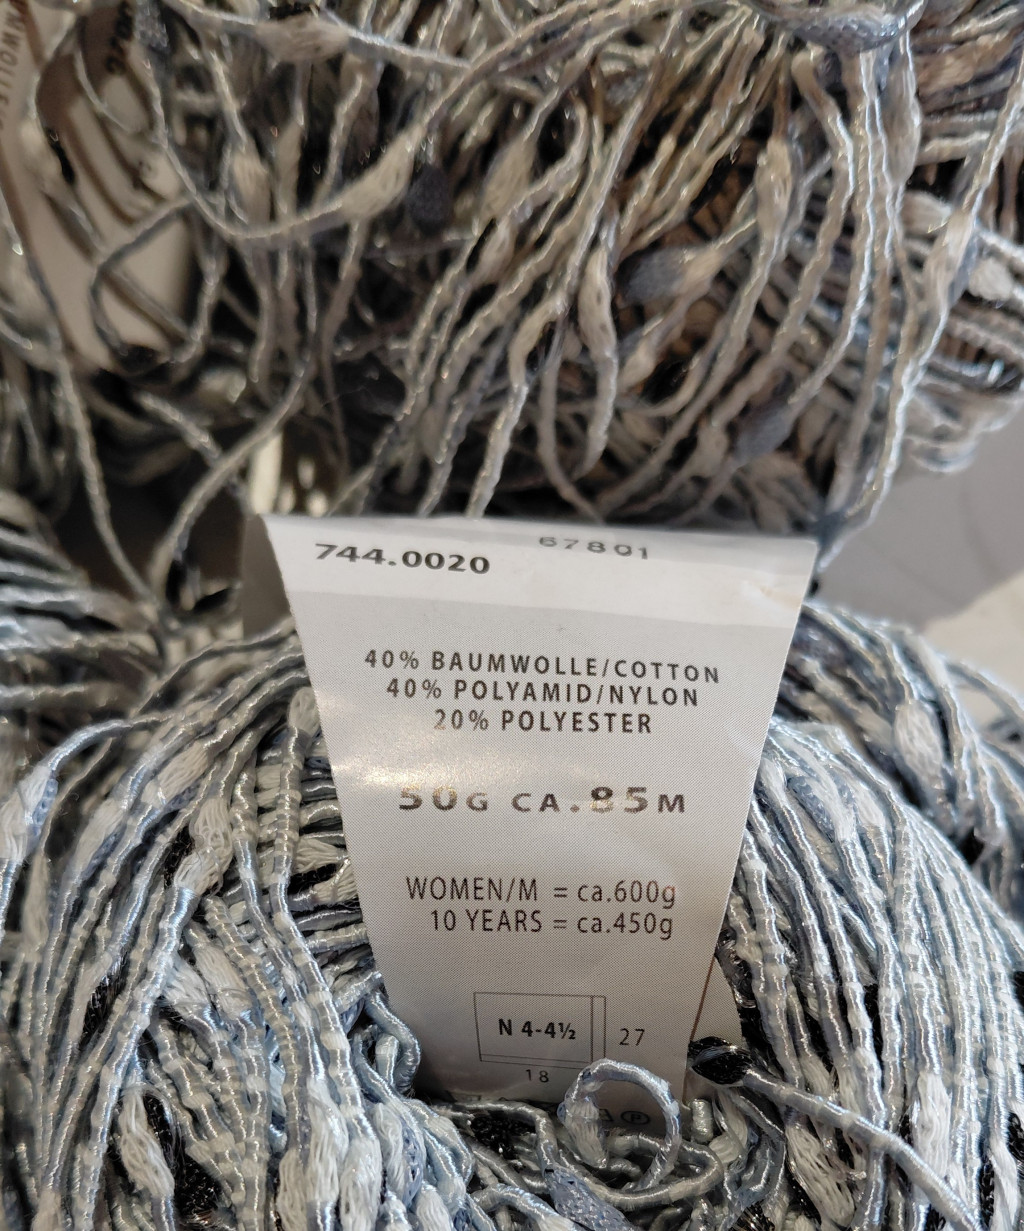 744.0020 67801
40% BAUMWOLLE/COTTON
40% POLYAMID/NYLON
20% POLYESTER
50G CA.85M
WOMEN/M = ca.600g
10 YEARS = ca.450g
N 4-4½ 27
18